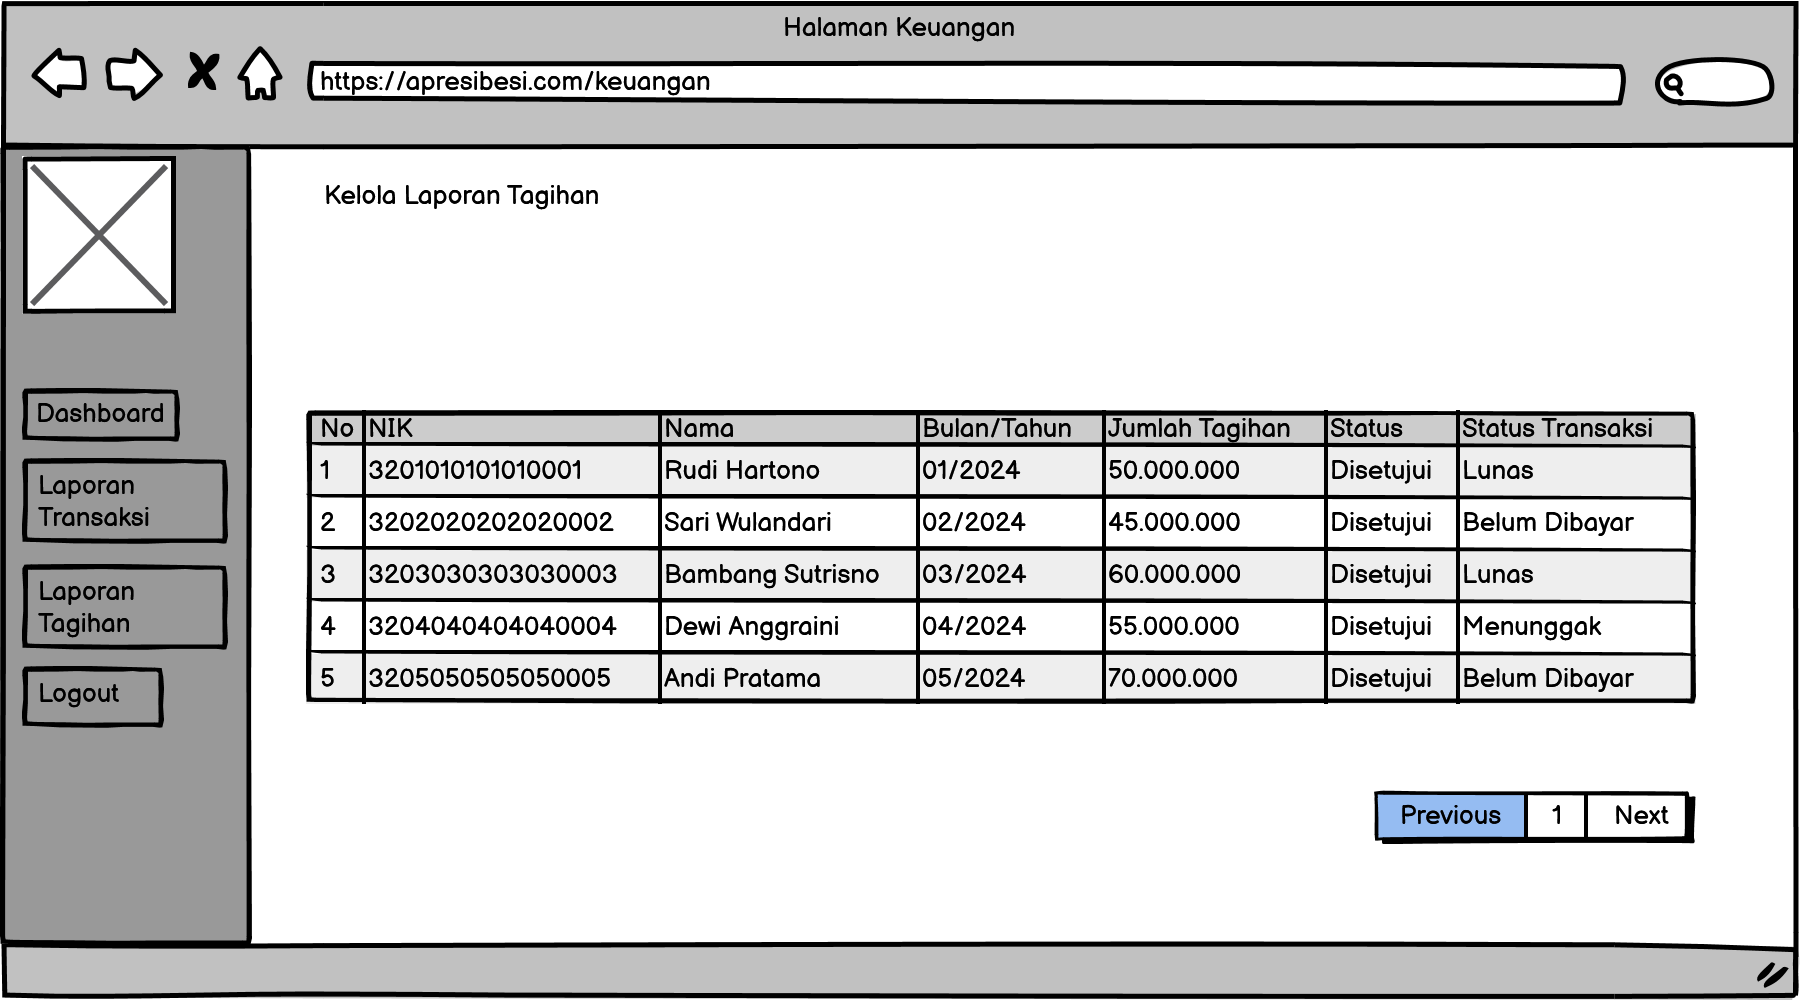 Halaman Keuangan
https://apresibesi.com/keuangan
Kelola Laporan Tagihan
Dashboard
Laporan
Transaksi
Laporan
Tagihan
Logout
No NIK Nama Bulan/Tahun Jumlah Tagihan Status Status Transaksi
1 3201010101010001 Rudi Hartono 01/2024 50.000.000 Disetujui Lunas
2 3202020202020002 Sari Wulandari 02/2024 45.000.000 Disetujui Belum Dibayar
3 3203030303030003 Bambang Sutrisno 03/2024 60.000.000 Disetujui Lunas
4 3204040404040004 Dewi Anggraini 04/2024 55.000.000 Disetujui Menunggak
5 3205050505050005 Andi Pratama 05/2024 70.000.000 Disetujui Belum Dibayar
Previous 1 Next